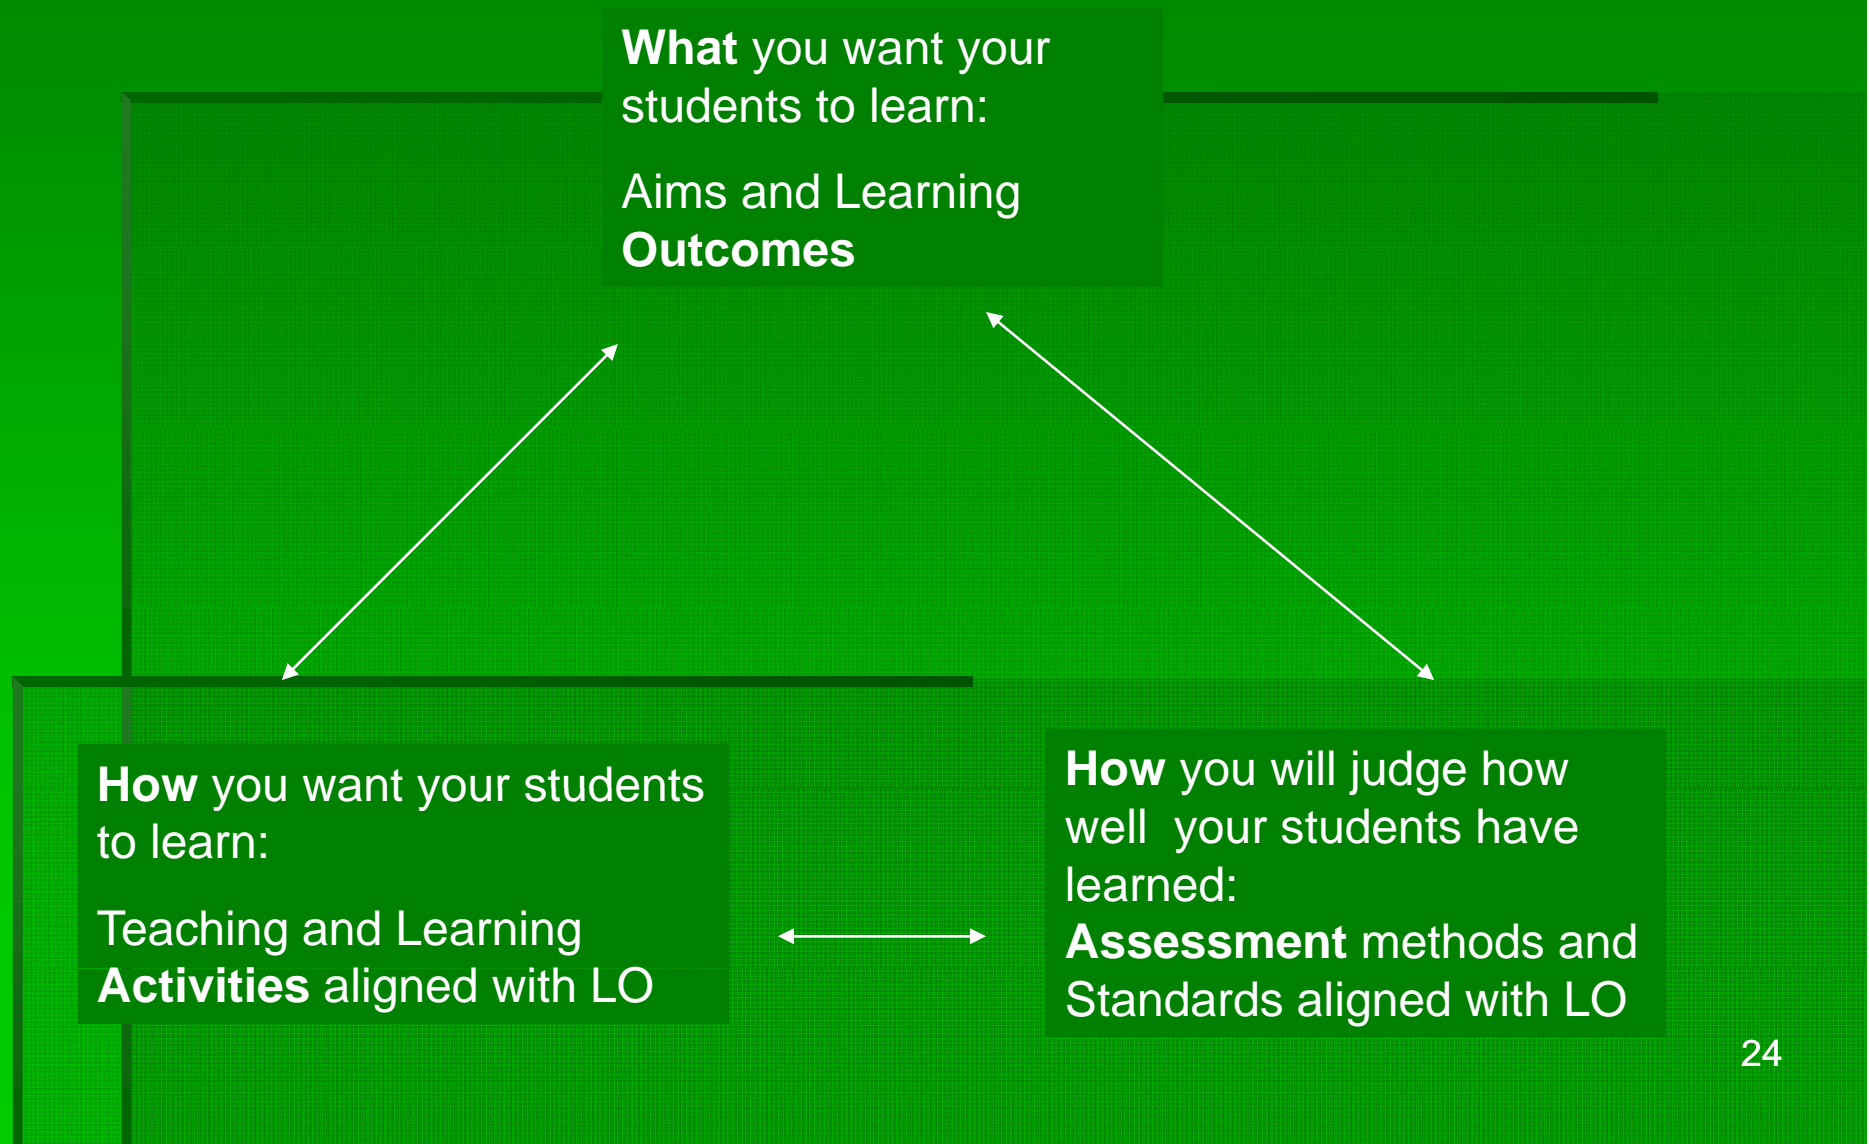 What you want your
students to learn:
Aims and Learning
Outcomes
How you want your students
to learn:
Teaching and Learning
Activities aligned with LO
How you will judge how
well  your students have
learned:
Assessment methods and
Standards aligned with LO
24